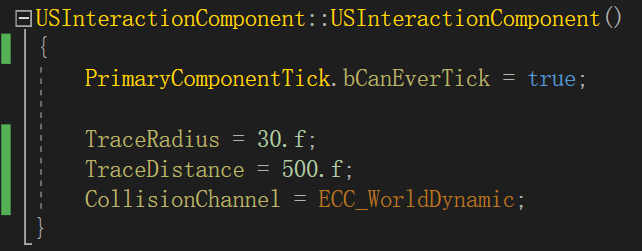 USInteractionComponent::USInteractionComponent()
{
PrimaryComponentTick.bCanEverTick = true;
TraceRadius = 30.f;
TraceDistance = 500.f;
CollisionChannel = ECC_WorldDynamic;
}